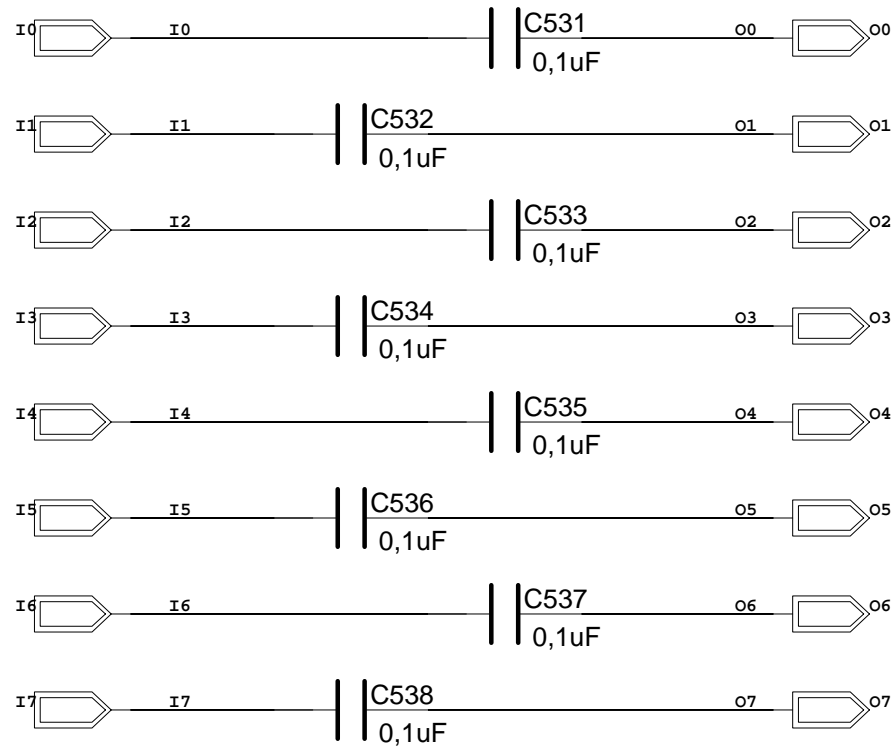 I0 I0 C531 O0 O0
0,1uF
I1 I1 C532 O1 O1
0,1uF
I2 I2 C533 O2 O2
0,1uF
I3 I3 C534 O3 O3
0,1uF
I4 I4 C535 O4 O4
0,1uF
I5 I5 C536 O5 O5
0,1uF
I6 I6 C537 O6 O6
0,1uF
I7 I7 C538 O7 O7
0,1uF